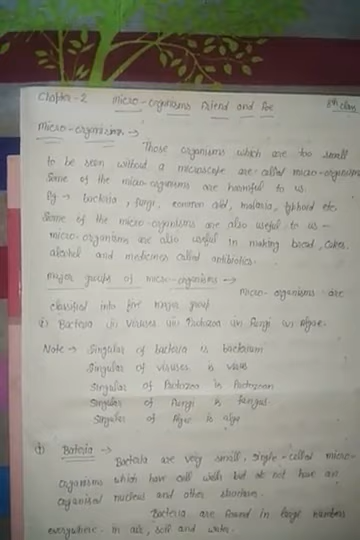 Chapter-2 Micro-organisms Friend and Foe 8th class
Micro-organism →
Those organisms which are too small
to be seen without a microscope are called micro-organism
Some of the micro-organisms are harmful to us.
Eg → bacteria, fungi, common cold, malaria, typhoid etc
Some of the micro-organisms are also useful to us -
micro-organisms are also useful in making bread, cakes,
alcohol and medicines called antibiotics.
Major groups of micro-organisms →
micro-organisms are
classified into five major group
(i) Bacteria (ii) Viruses (iii) Protozoa (iv) Fungi (v) Algae.
Note → Singular of bacteria is bacterium
Singular of viruses is virus
Singular of Protozoa is Protozoan
Singular of Fungi is fungus
Singular of Algae is alga
(i) Bateria →
Bacteria are very small, single-celled micro-
organisms which have cell walls but do not have an
organised nucleus and other structures.
Bacteria are found in large numbers
everywhere - in air, soil and water.